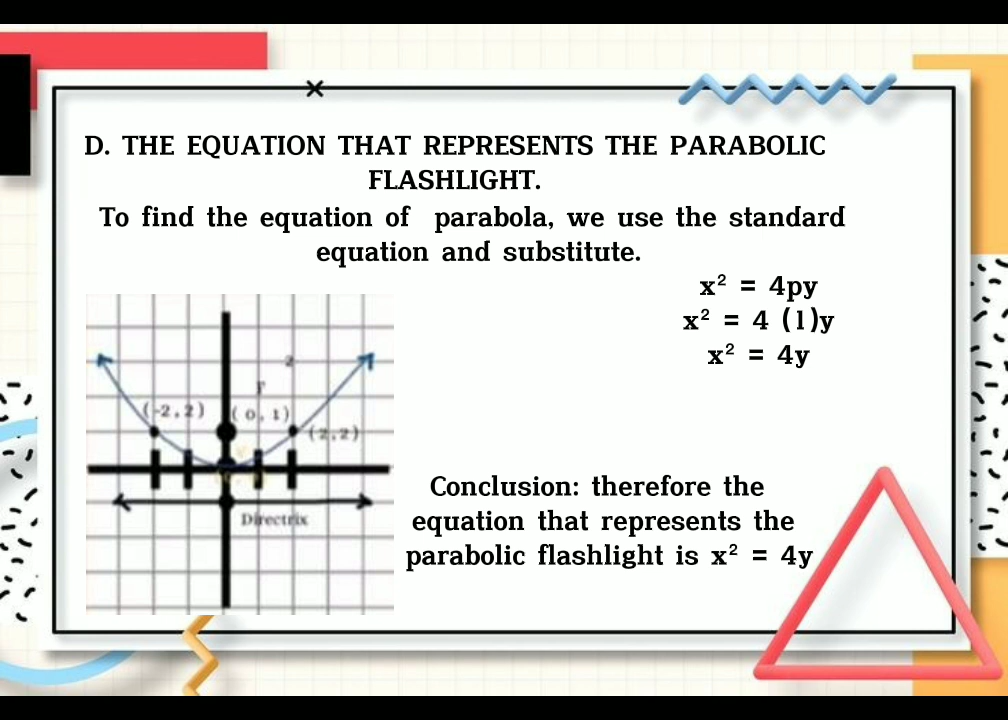 D. THE EQUATION THAT REPRESENTS THE PARABOLIC
FLASHLIGHT.
To find the equation of parabola, we use the standard
equation and substitute.
x² = 4py
x² = 4 (1)y
x² = 4y
2
F
(-2,2)
(0,1)
(2,2)
V
Directrix
Conclusion: therefore the
equation that represents the
parabolic flashlight is x² = 4y